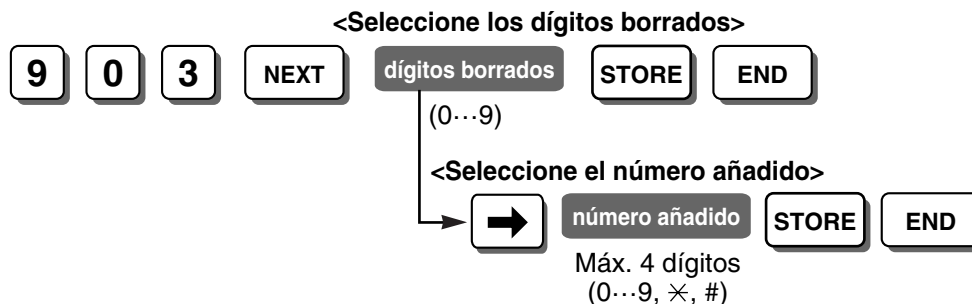 <Seleccione los dígitos borrados>
9 0 3 NEXT dígitos borrados STORE END
(0···9)
<Seleccione el número añadido>
➡ número añadido STORE END
Máx. 4 dígitos
(0···9, ✕, #)